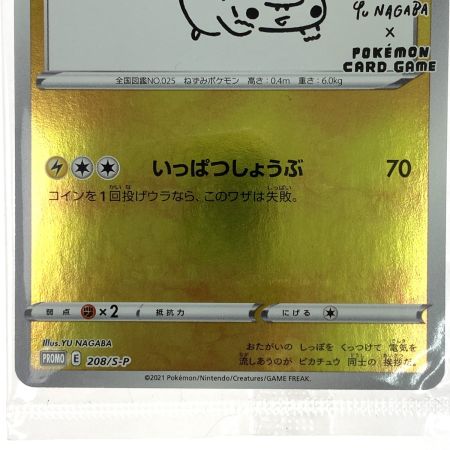 Yu NAGABA
×
POKÉMON
CARD GAME
全国図鑑NO.025 ねずみポケモン 高さ:0.4m 重さ:6.0kg
いっぱつしょうぶ 70
コインを1回投げウラなら、このワザは失敗。
弱点 ×2 抵抗力 にげる
Illus.YU NAGABA
PROMO E 208/S-P
おたがいの しっぽを くっつけて 電気を
流しあうのが ピカチュウ 同士の 挨拶だ。
©2021 Pokémon/Nintendo/Creatures/GAME FREAK.